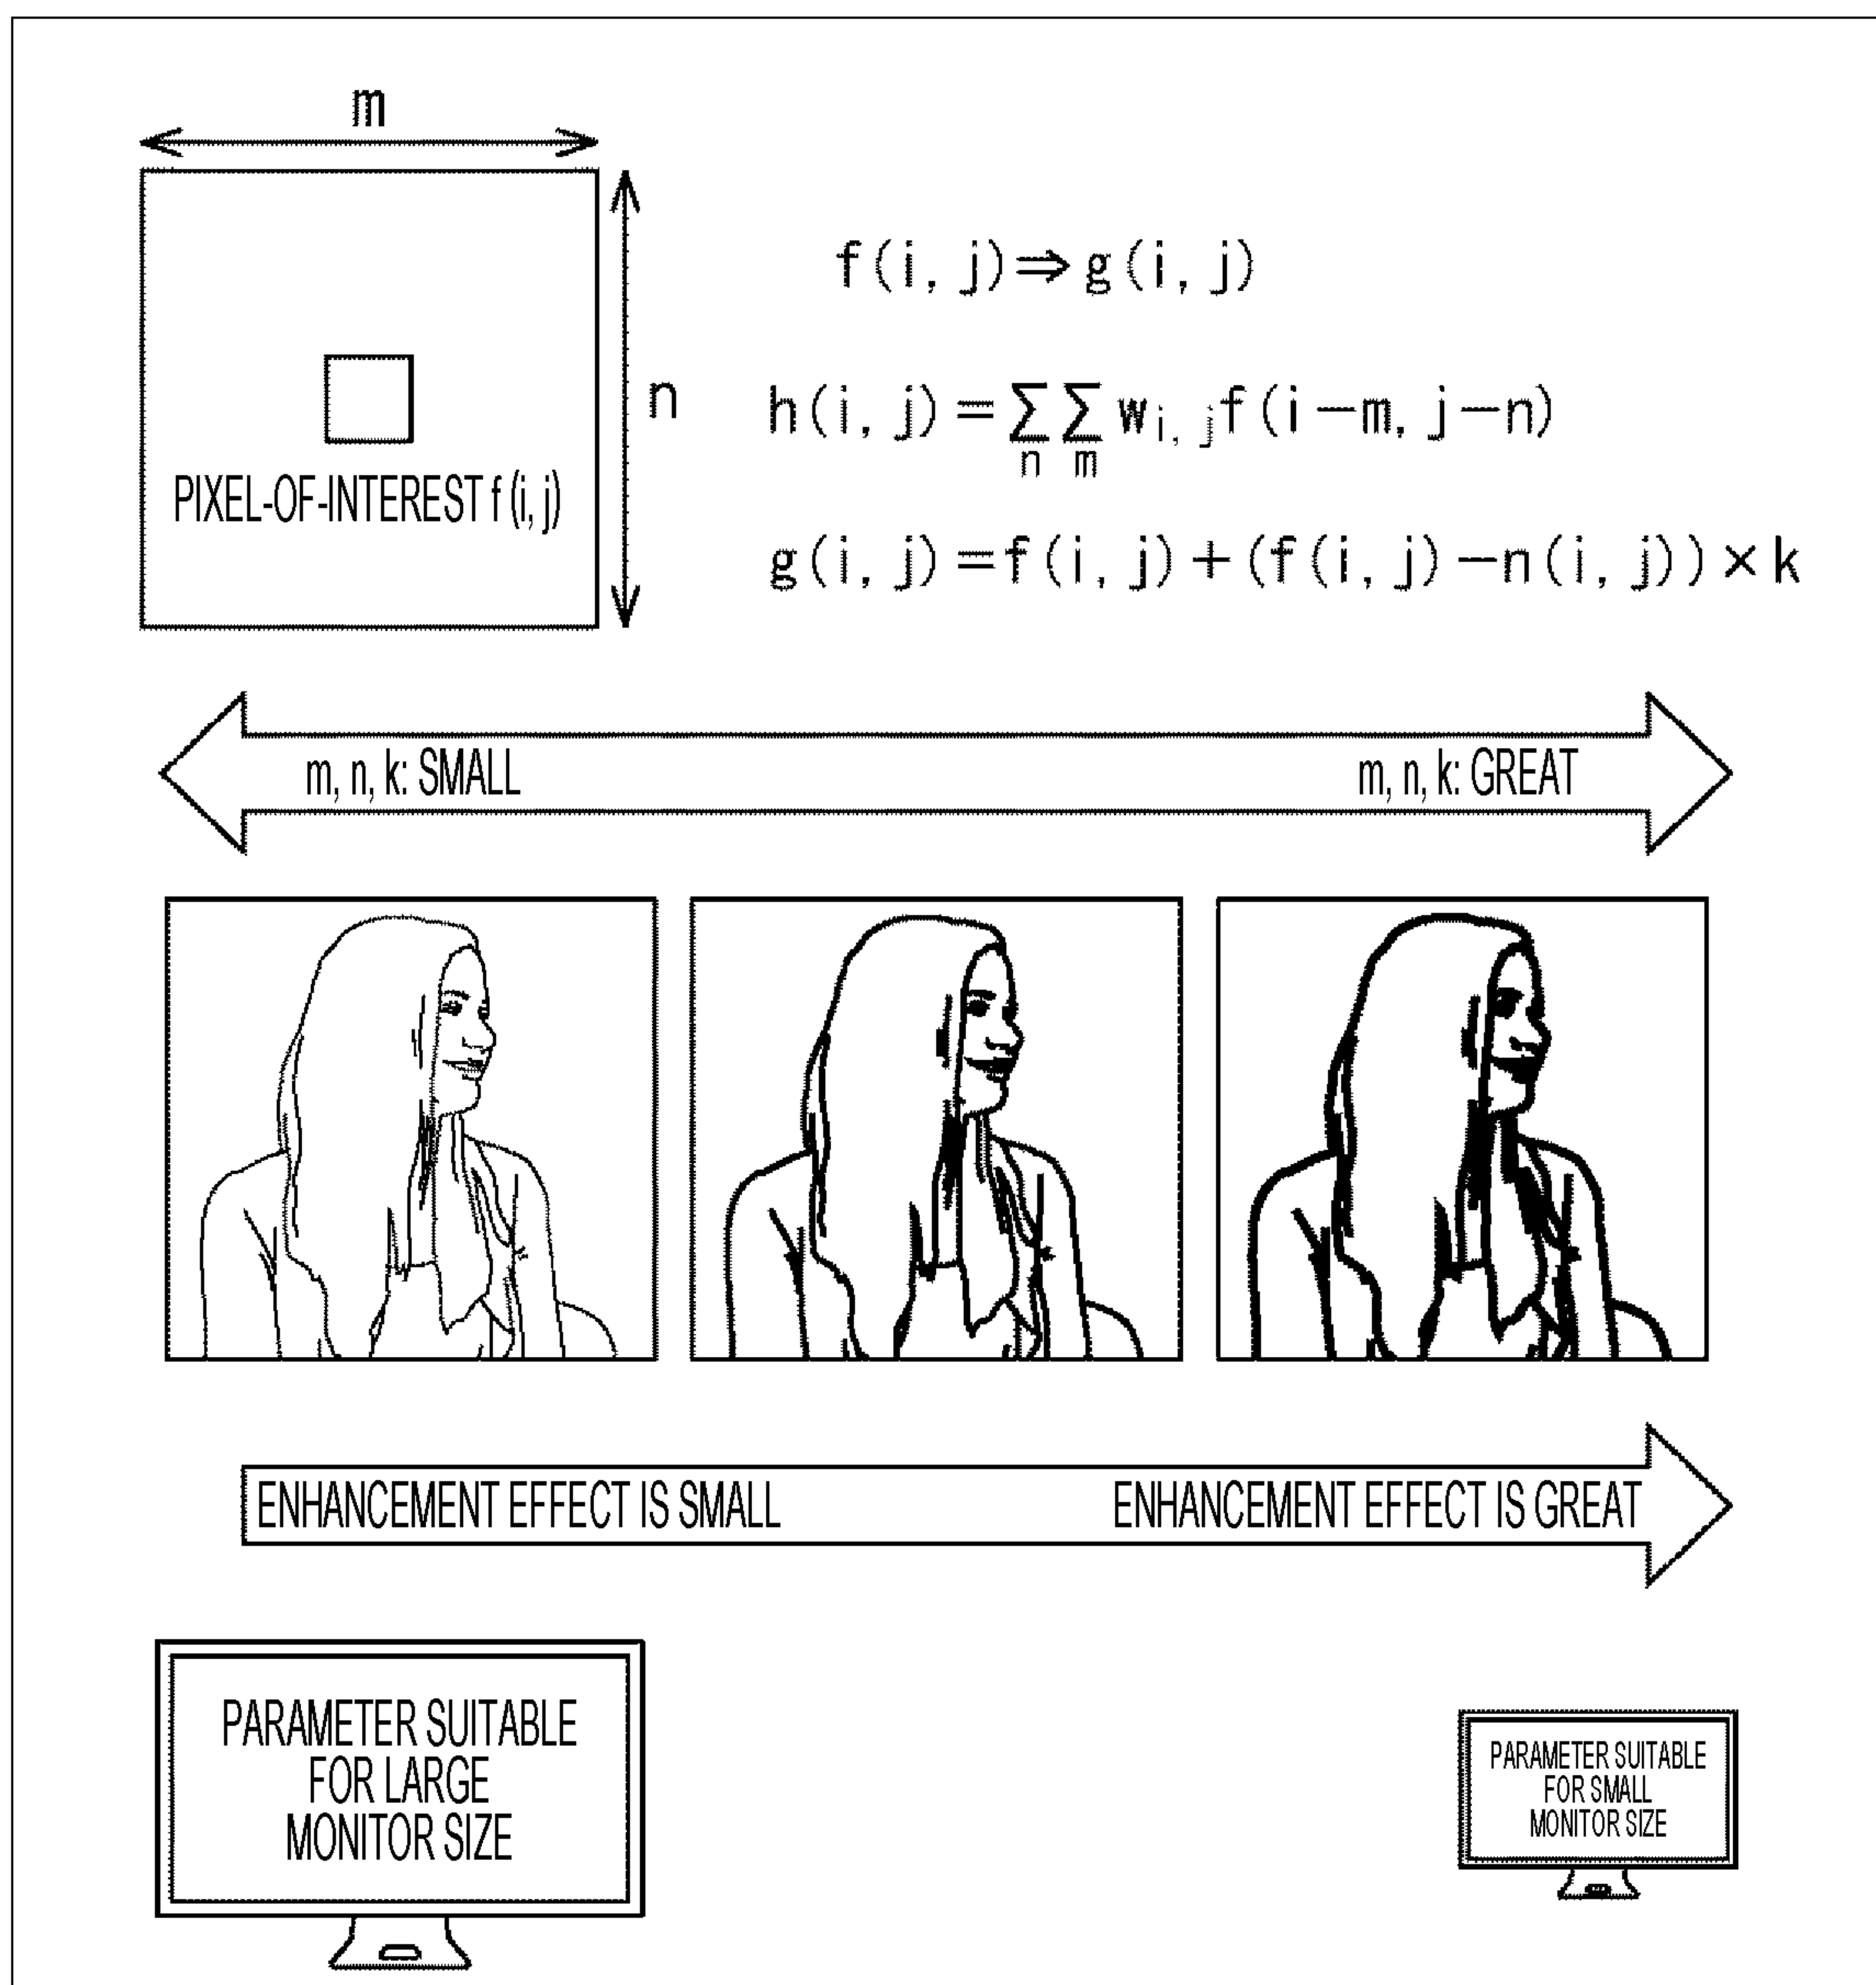 m
n
PIXEL-OF-INTEREST f (i, j)
f(i, j)⇒g(i, j)
h(i, j)=∑∑w_{i, j}f(i−m, j−n)
n m
g(i, j)=f(i, j)+(f(i, j)−n(i, j))×k
m, n, k: SMALL
m, n, k: GREAT
ENHANCEMENT EFFECT IS SMALL
ENHANCEMENT EFFECT IS GREAT
PARAMETER SUITABLE
FOR LARGE
MONITOR SIZE
PARAMETER SUITABLE
FOR SMALL
MONITOR SIZE